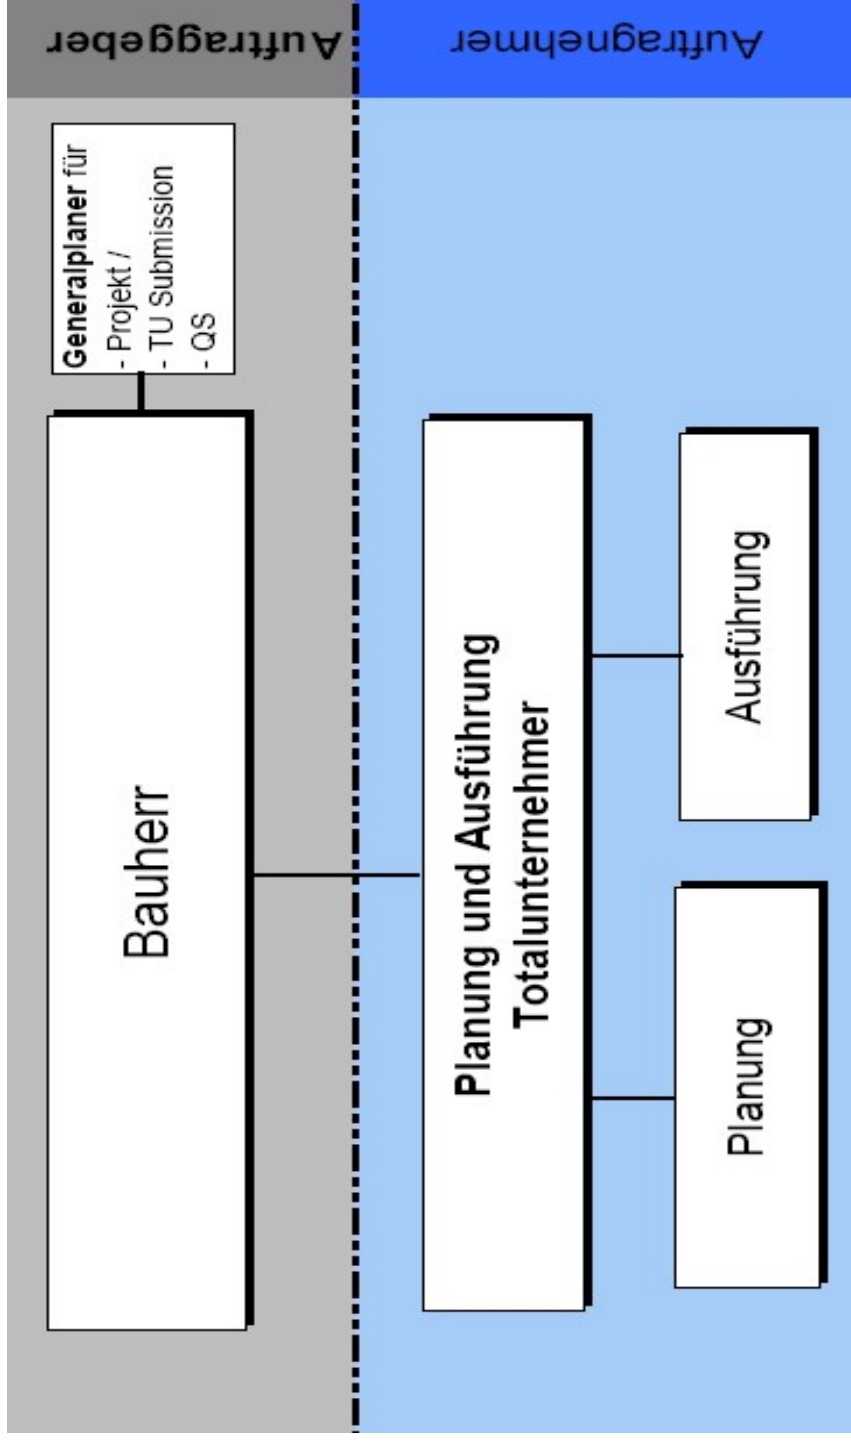 Auftraggeber
Bauherr
Generalplaner für
- Projekt /
- TU Submission
- QS
Auftragnehmer
Planung und Ausführung
Totalunternehmer
Planung
Ausführung